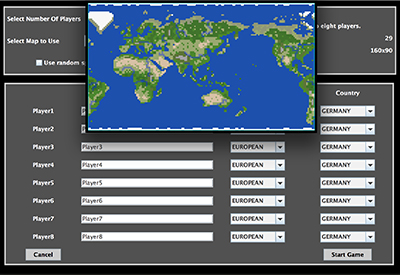 Select Number Of Players
eight players.
Select Map to Use
29
160x90
Use random s
Country
Player1
GERMANY
Player2
GERMANY
Player3 Player3 EUROPEAN GERMANY
Player4 Player4 EUROPEAN GERMANY
Player5 Player5 EUROPEAN GERMANY
Player6 Player6 EUROPEAN GERMANY
Player7 Player7 EUROPEAN GERMANY
Player8 Player8 EUROPEAN GERMANY
Cancel Start Game